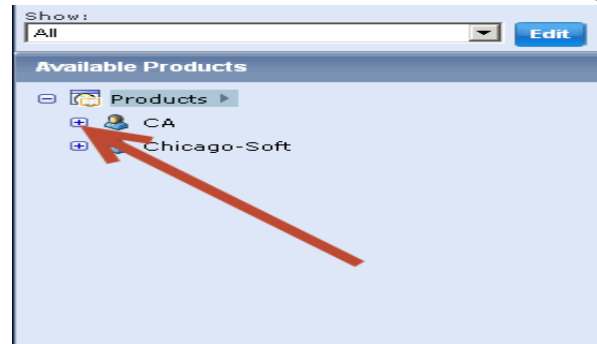 Show:
All
Edit
Available Products
Products
CA
Chicago-Soft